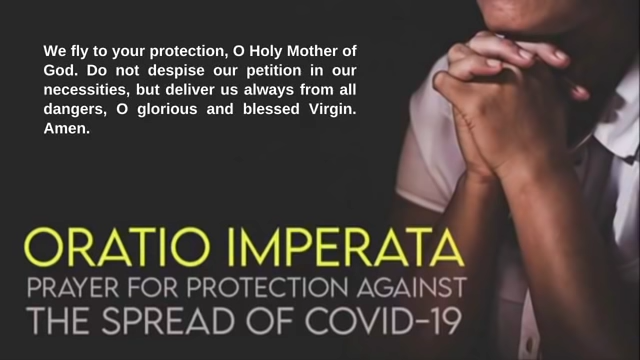 We fly to your protection, O Holy Mother of
God. Do not despise our petition in our
necessities, but deliver us always from all
dangers, O glorious and blessed Virgin.
Amen.
ORATIO IMPERATA
PRAYER FOR PROTECTION AGAINST
THE SPREAD OF COVID-19